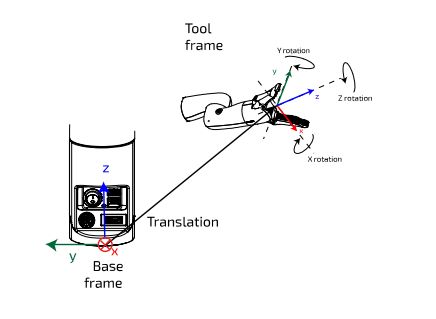 Tool
frame
Y rotation
y
z
Z rotation
x
X rotation
z
Translation
y
x
Base
frame